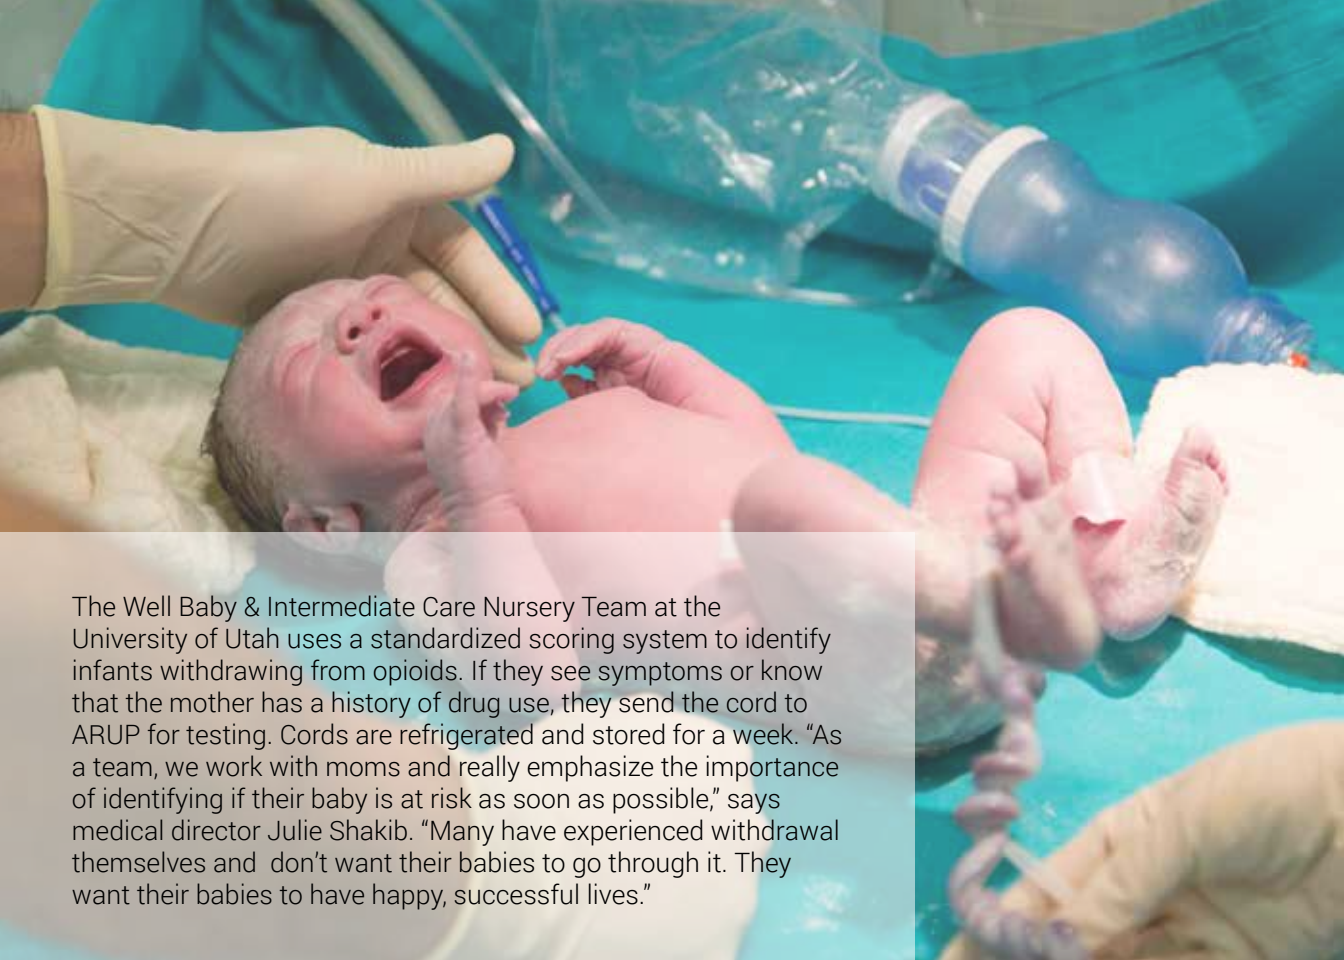 The Well Baby & Intermediate Care Nursery Team at the
University of Utah uses a standardized scoring system to identify
infants withdrawing from opioids. If they see symptoms or know
that the mother has a history of drug use, they send the cord to
ARUP for testing. Cords are refrigerated and stored for a week. “As
a team, we work with moms and really emphasize the importance
of identifying if their baby is at risk as soon as possible,” says
medical director Julie Shakib. “Many have experienced withdrawal
themselves and  don’t want their babies to go through it. They
want their babies to have happy, successful lives.”